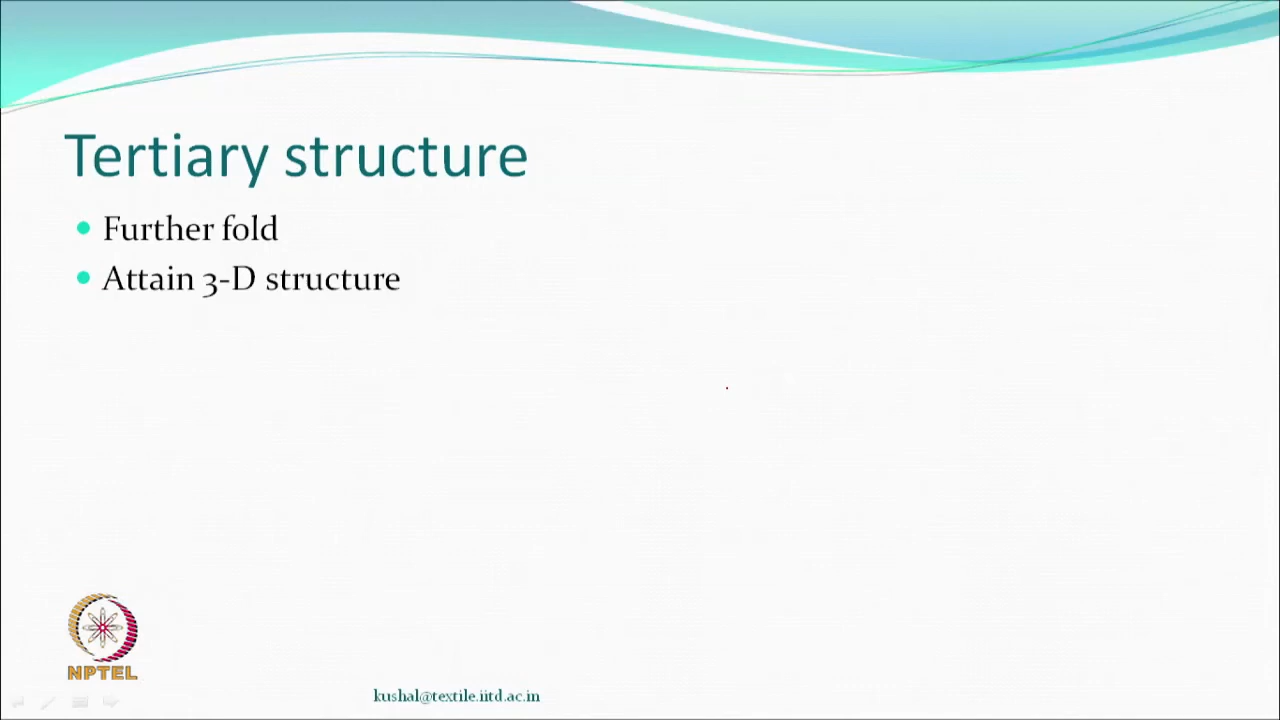 Tertiary structure
Further fold
Attain 3-D structure
NPTEL
kushal@textile.iitd.ac.in